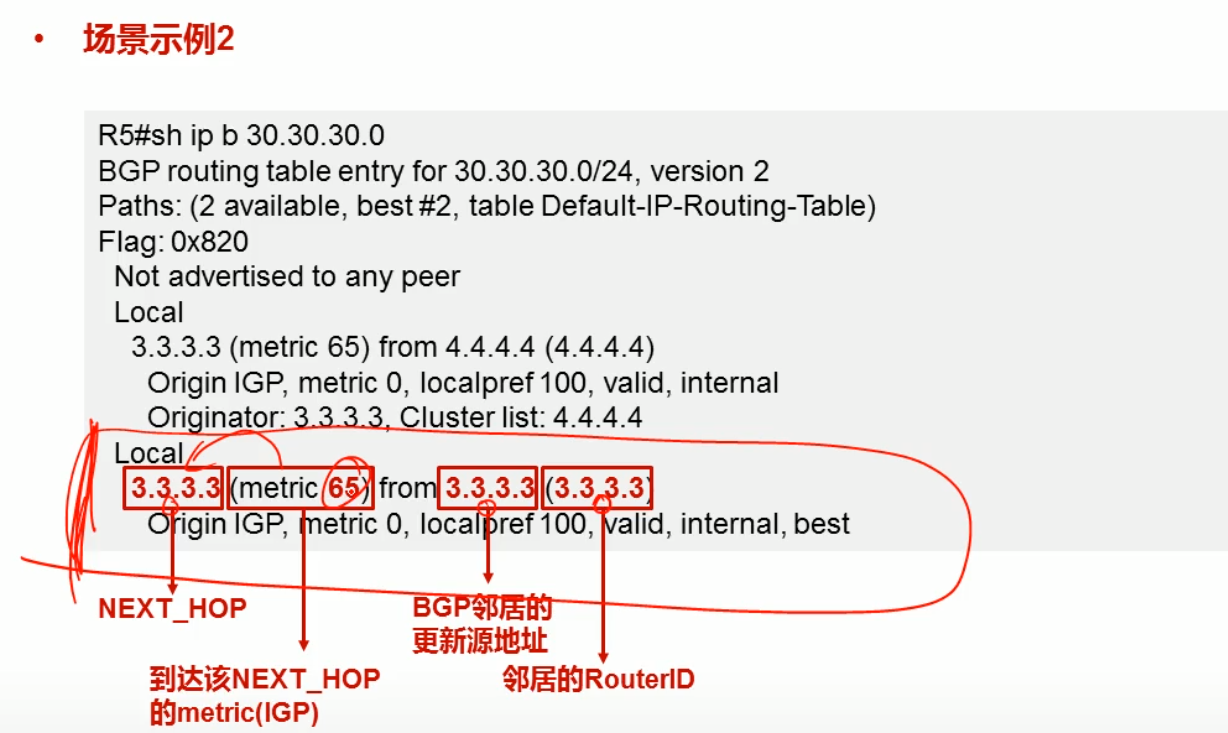 • 场景示例2
R5#sh ip b 30.30.30.0
BGP routing table entry for 30.30.30.0/24, version 2
Paths: (2 available, best #2, table Default-IP-Routing-Table)
Flag: 0x820
Not advertised to any peer
Local
3.3.3.3 (metric 65) from 4.4.4.4 (4.4.4.4)
Origin IGP, metric 0, localpref 100, valid, internal
Originator: 3.3.3.3, Cluster list: 4.4.4.4
Local
3.3.3.3 (metric 65) from 3.3.3.3 (3.3.3.3)
Origin IGP, metric 0, localpref 100, valid, internal, best
NEXT_HOP
BGP邻居的
更新源地址
到达该NEXT_HOP
的metric(IGP)
邻居的RouterID